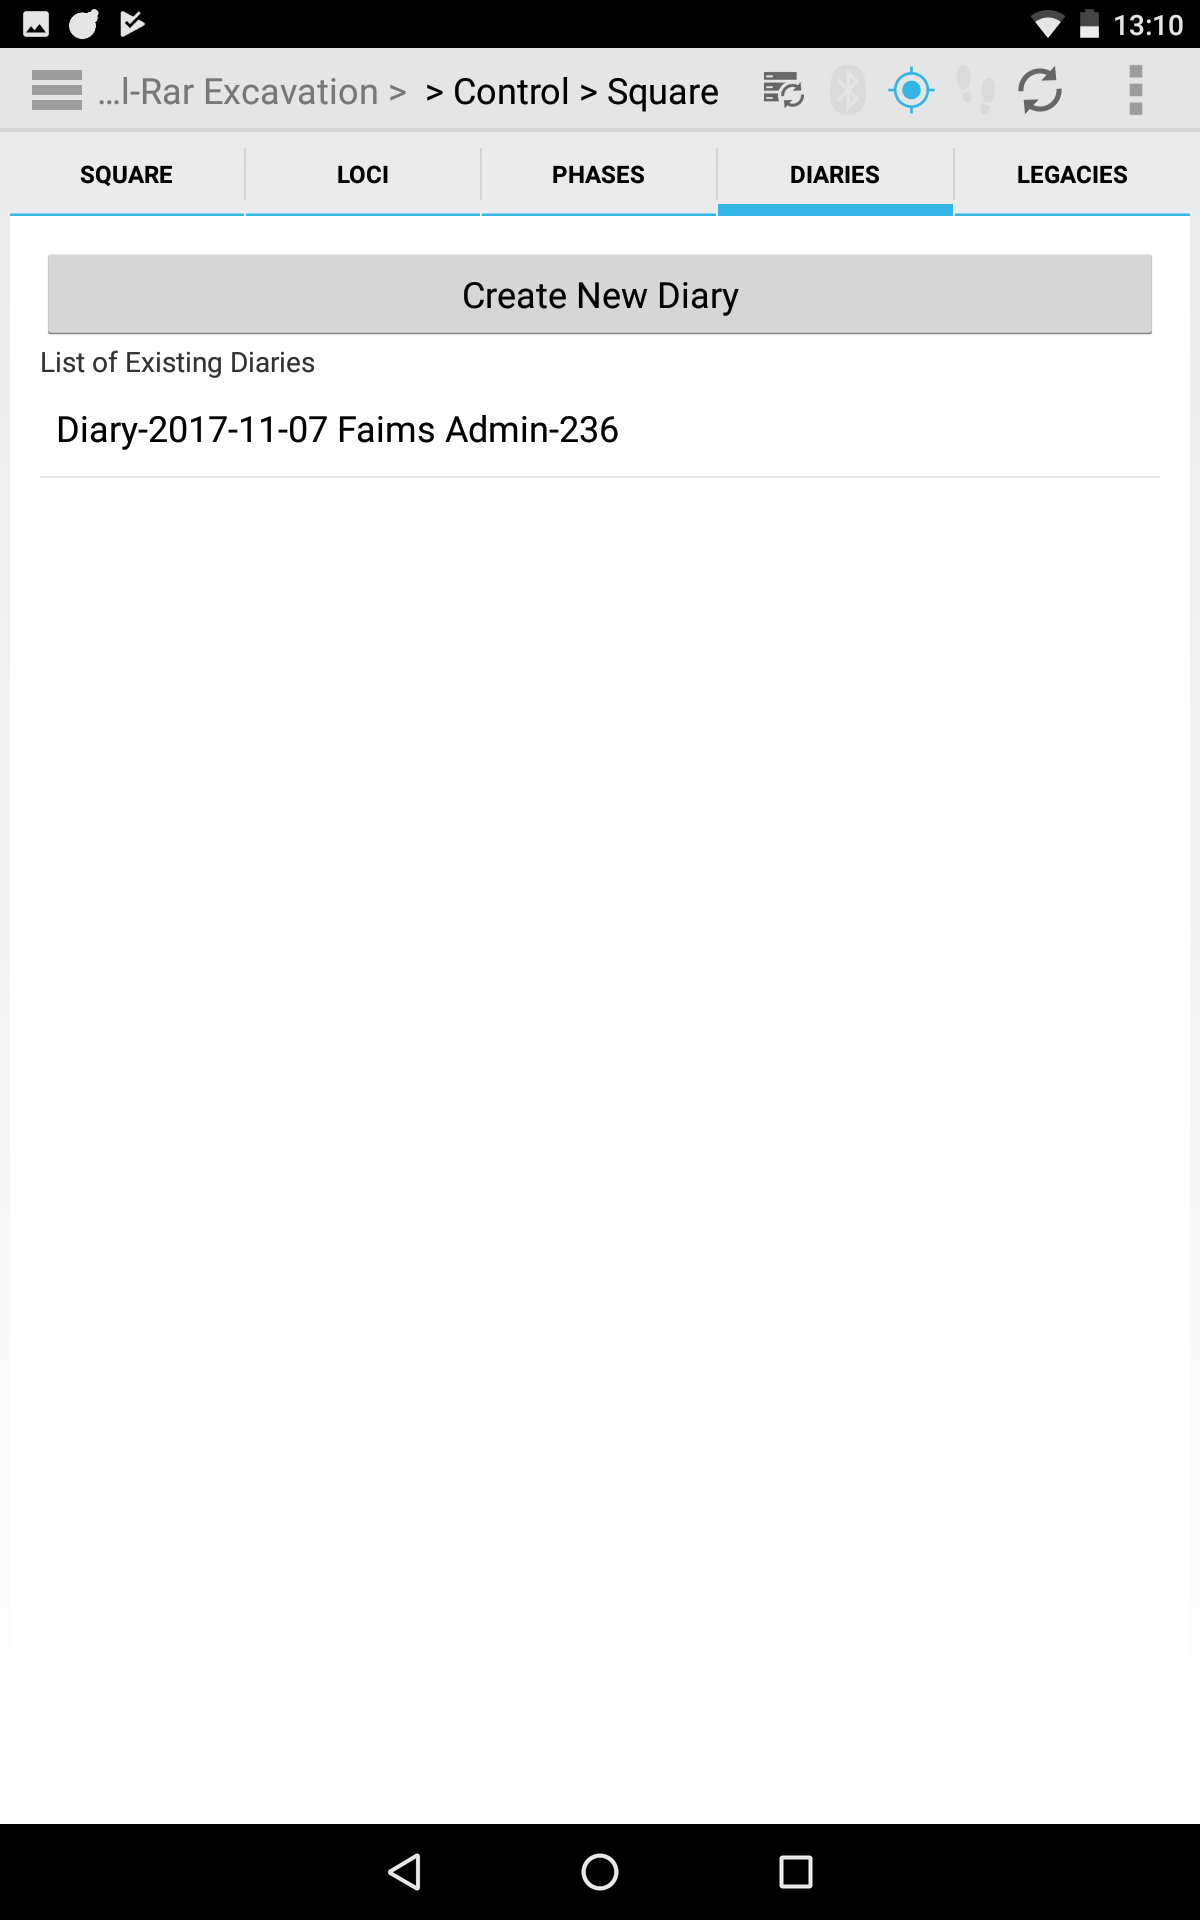 13:10
...l-Rar Excavation > > Control > Square
SQUARE LOCI PHASES DIARIES LEGACIES
Create New Diary
List of Existing Diaries
Diary-2017-11-07 Faims Admin-236